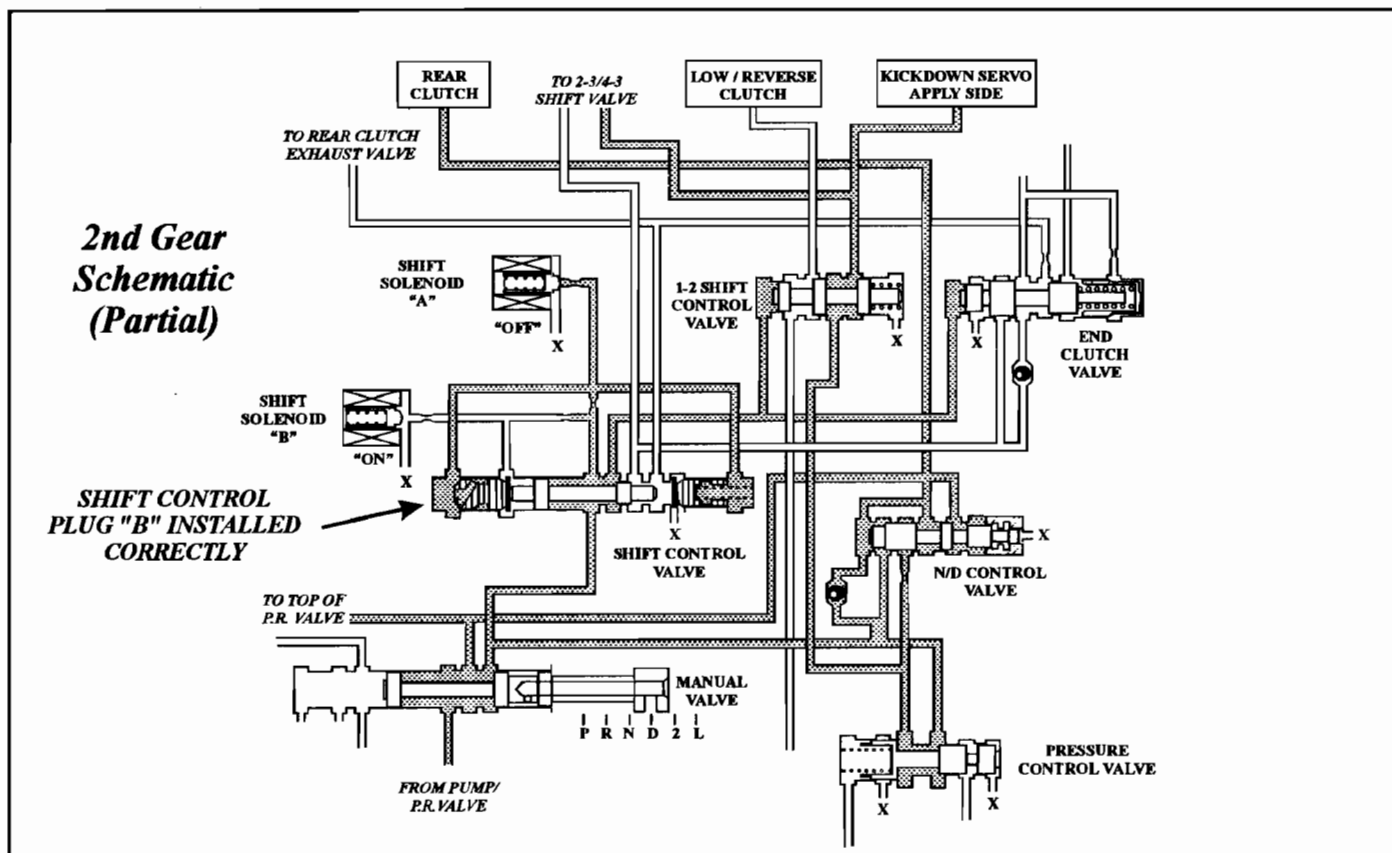 REAR
CLUTCH
TO 2-3/4-3
SHIFT VALVE
LOW / REVERSE
CLUTCH
KICKDOWN SERVO
APPLY SIDE
TO REAR CLUTCH
EXHAUST VALVE
2nd Gear
Schematic
(Partial)
SHIFT
SOLENOID
"A"
"OFF"
X
1-2 SHIFT
CONTROL
VALVE
X
X
END
CLUTCH
VALVE
SHIFT
SOLENOID
"B"
"ON"
X
SHIFT CONTROL
PLUG "B" INSTALLED
CORRECTLY
X
SHIFT CONTROL
VALVE
X
N/D CONTROL
VALVE
TO TOP OF
P.R. VALVE
MANUAL
VALVE
P R N D 2 L
FROM PUMP/
P.R. VALVE
PRESSURE
CONTROL VALVE
X
X